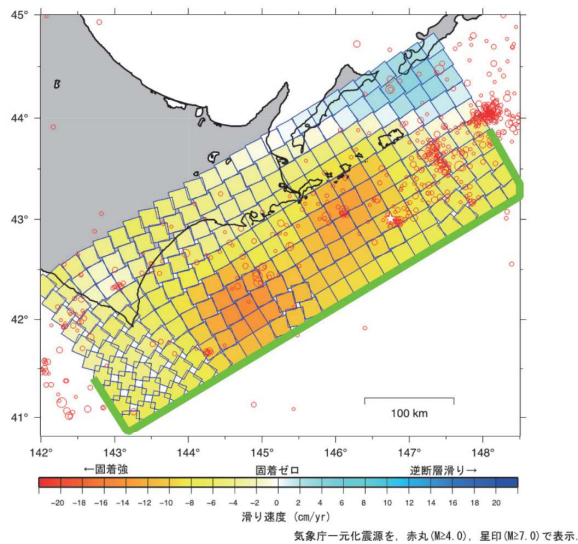 45°
44°
43°
42°
41°
100 km
142° 143° 144° 145° 146° 147° 148°
←固着強 固着ゼロ 逆断層滑り→
−20 −18 −16 −14 −12 −10 −8 −6 −4 −2 0 2 4 6 8 10 12 14 16 18 20
滑り速度 (cm/yr)
気象庁一元化震源を，赤丸(M≥4.0)，星印(M≥7.0)で表示.